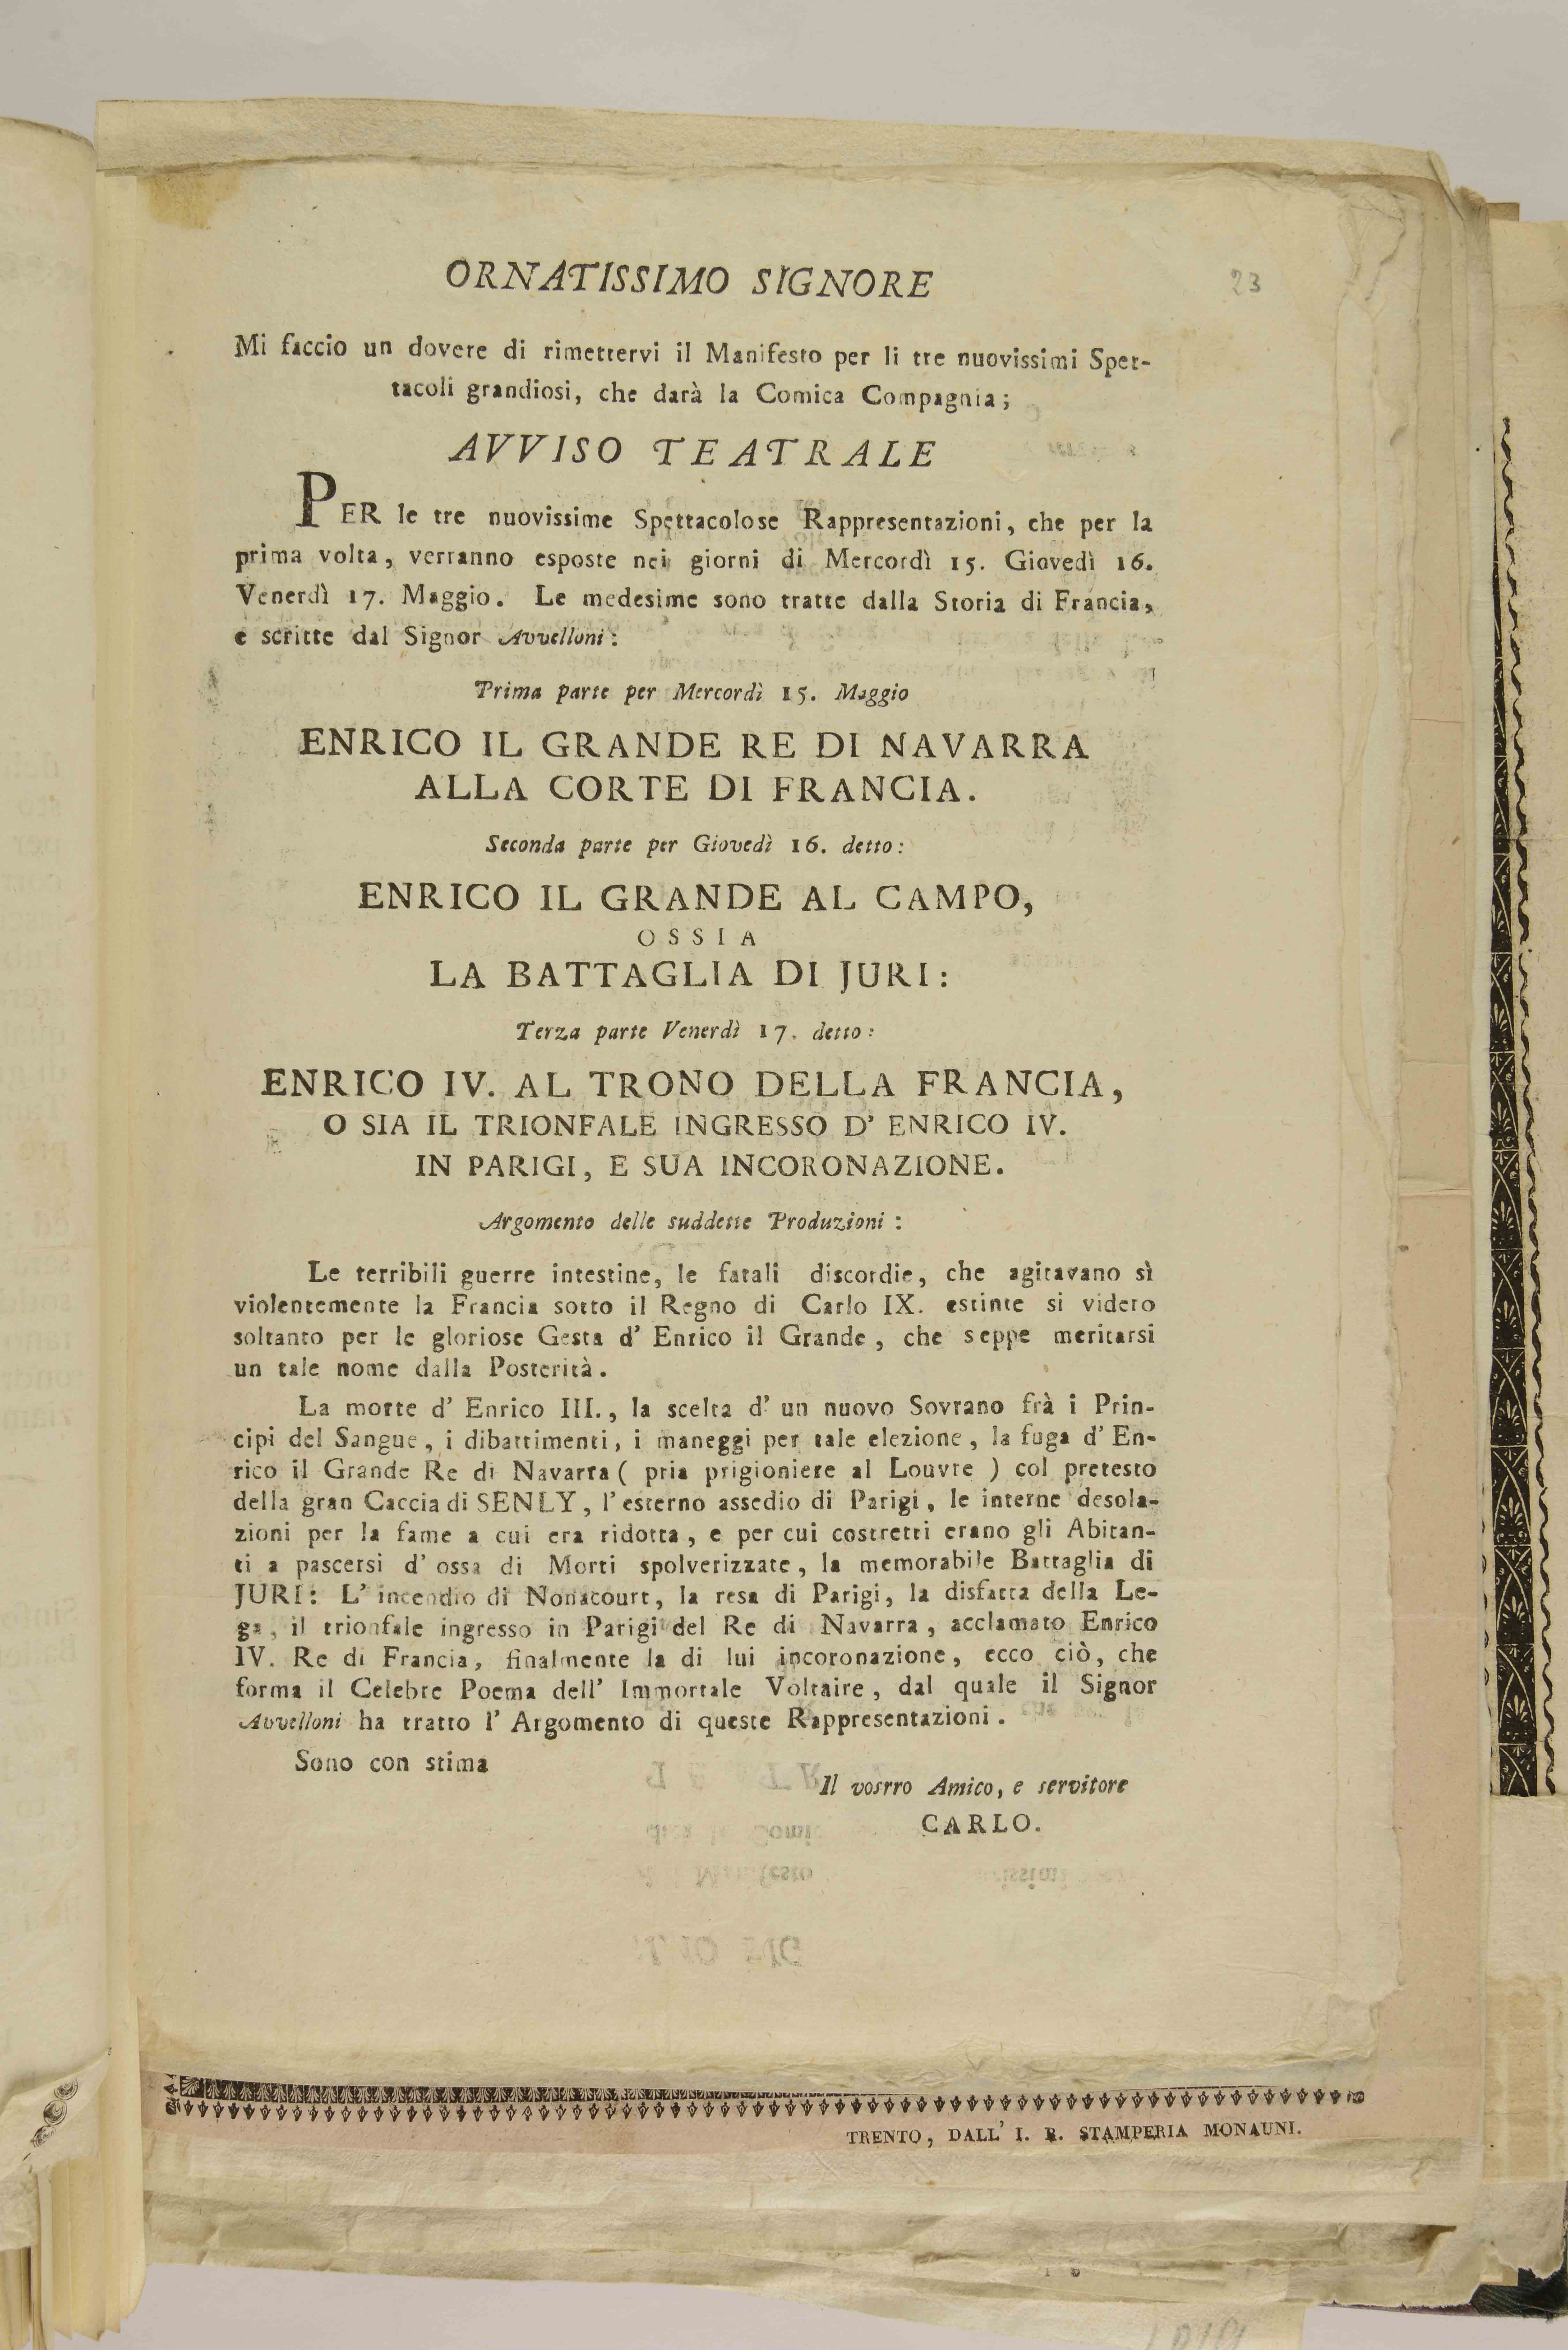 ORNATISSIMO SIGNORE
23
Mi faccio un dovere di rimettervi il Manifesto per li tre nuovissimi Spet-
tacoli grandiosi, che darà la Comica Compagnia;
AVVISO TEATRALE
PER le tre nuovissime Spettacolose Rappresentazioni, che per la
prima volta, verranno esposte nei giorni di Mercordì 15. Giovedì 16.
Venerdì 17. Maggio. Le medesime sono tratte dalla Storia di Francia,
e scritte dal Signor Avvelloni:
Prima parte per Mercordì 15. Maggio
ENRICO IL GRANDE RE DI NAVARRA
ALLA CORTE DI FRANCIA.
Seconda parte per Giovedì 16. detto:
ENRICO IL GRANDE AL CAMPO,
OSSIA
LA BATTAGLIA DI JURI:
Terza parte Venerdì 17. detto:
ENRICO IV. AL TRONO DELLA FRANCIA,
O SIA IL TRIONFALE INGRESSO D' ENRICO IV.
IN PARIGI, E SUA INCORONAZIONE.
Argomento delle suddette Produzioni:
Le terribili guerre intestine, le fatali discordie, che agitavano sì
violentemente la Francia sotto il Regno di Carlo IX. estinte si videro
soltanto per le gloriose Gesta d' Enrico il Grande, che seppe meritarsi
un tale nome dalla Posterità.
La morte d' Enrico III., la scelta d' un nuovo Sovrano frà i Prin-
cipi del Sangue, i dibattimenti, i maneggi per tale elezione, la fuga d' En-
rico il Grande Re di Navarra ( pria prigioniere al Louvre ) col pretesto
della gran Caccia di SENLY, l' esterno assedio di Parigi, le interne desola-
zioni per la fame a cui era ridotta, e per cui costretti erano gli Abitan-
ti a pascersi d' ossa di Morti spolverizzate, la memorabile Battaglia di
JURI: L' incendio di Nonacourt, la resa di Parigi, la disfatta della Le-
ga, il trionfale ingresso in Parigi del Re di Navarra, acclamato Enrico
IV. Re di Francia, finalmente la di lui incoronazione, ecco ciò, che
forma il Celebre Poema dell' Immortale Voltaire, dal quale il Signor
Avvelloni ha tratto l' Argomento di queste Rappresentazioni.
Sono con stima
Il vosrro Amico, e servitore
CARLO.
TRENTO, DALL' I. R. STAMPERIA MONAUNI.